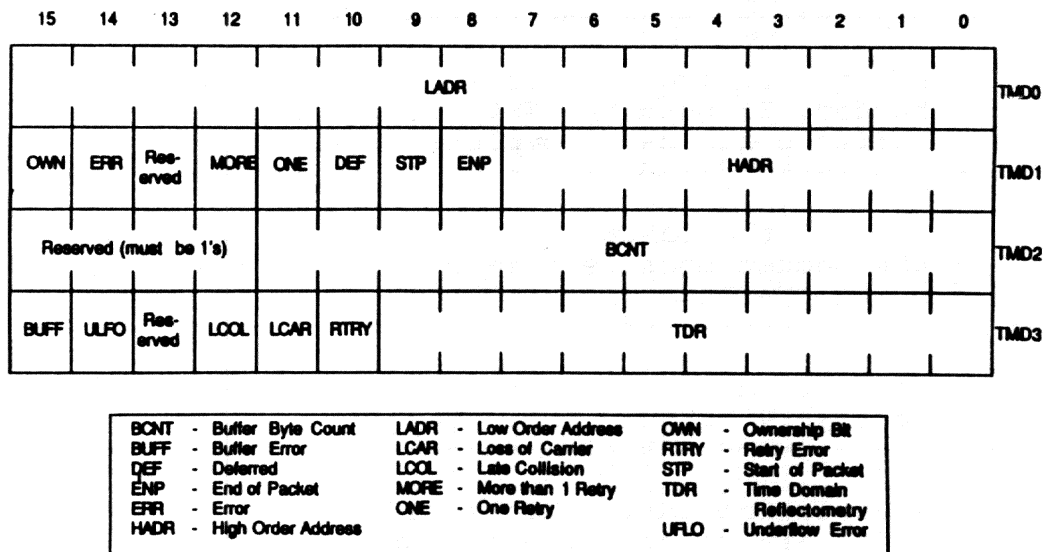 15 14 13 12 11 10 9 8 7 6 5 4 3 2 1 0
LADR TMD0
OWN ERR Res-erved MORE ONE DEF STP ENP HADR TMD1
Reserved (must be 1's) BCNT TMD2
BUFF ULFO Res-erved LCOL LCAR RTRY TDR TMD3
BCNT - Buffer Byte Count LADR - Low Order Address OWN - Ownership Bit
BUFF - Buffer Error LCAR - Loss of Carrier RTRY - Retry Error
DEF - Deferred LCOL - Late Collision STP - Start of Packet
ENP - End of Packet MORE - More than 1 Retry TDR - Time Domain
ERR - Error ONE - One Retry Reflectometry
HADR - High Order Address UFLO - Underflow Error